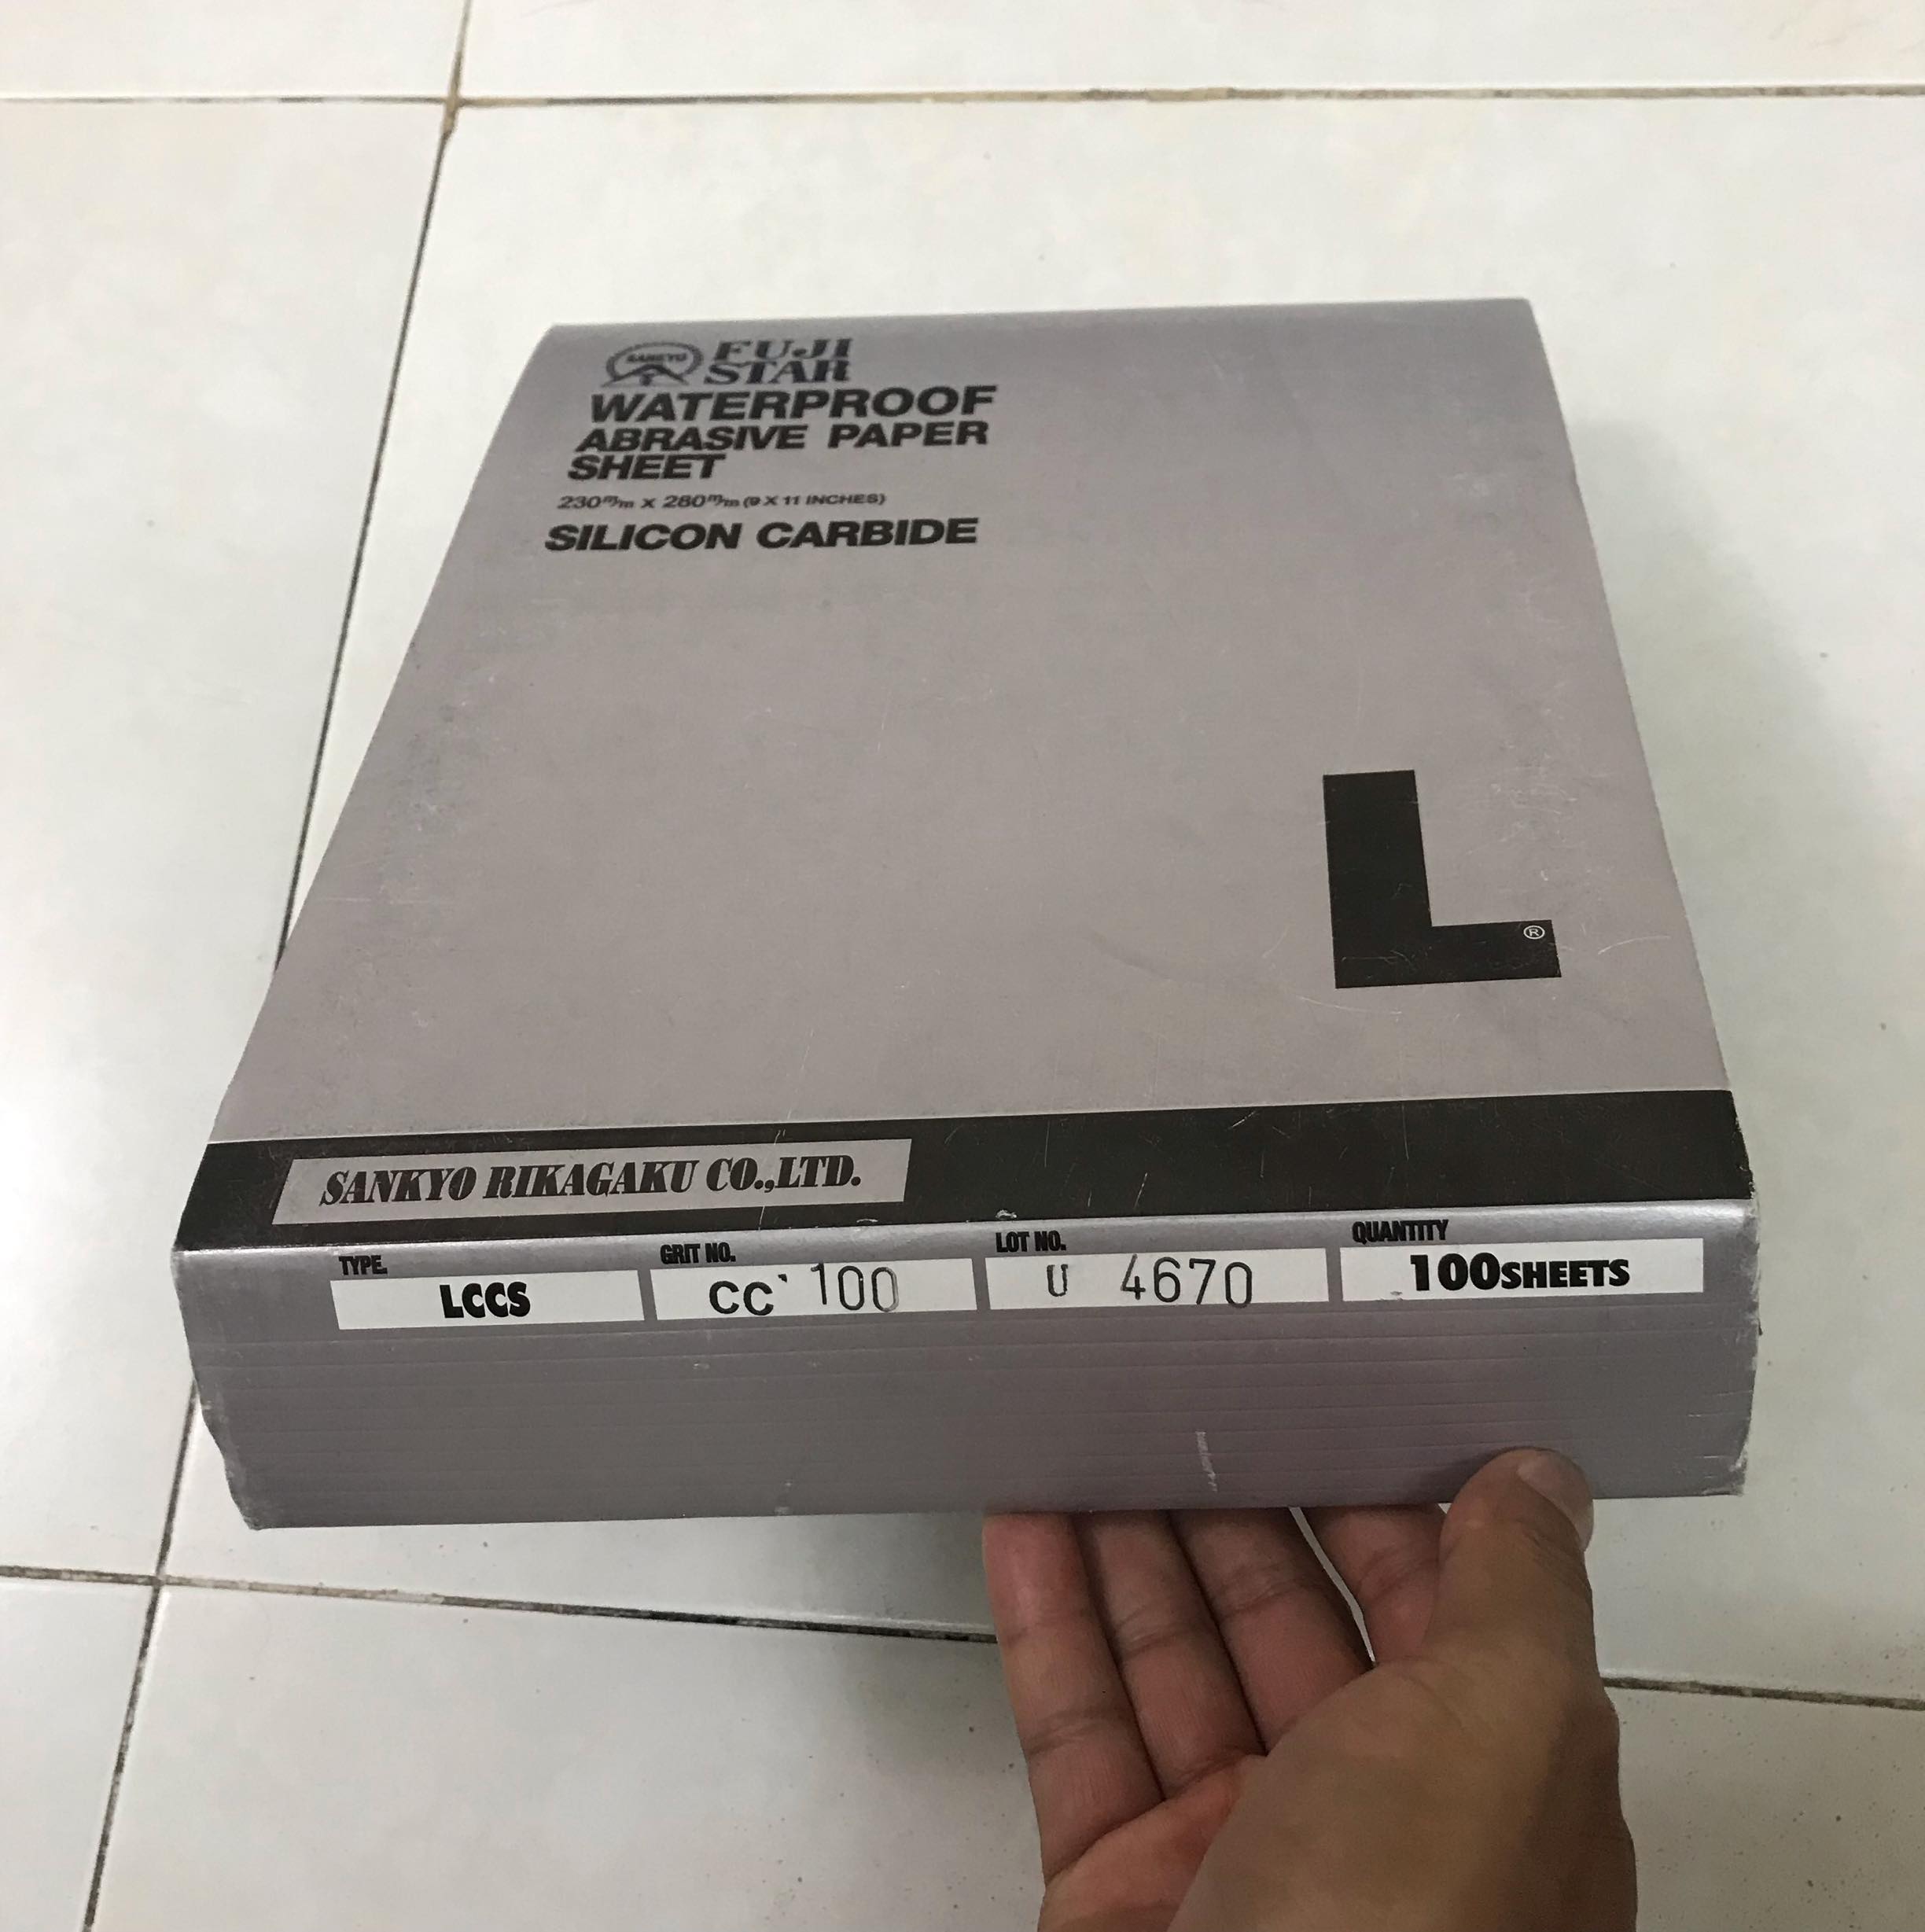 SANKYO
FUJI
STAR
WATERPROOF
ABRASIVE PAPER
SHEET
230m/m X 280m/m (9 X 11 INCHES)
SILICON CARBIDE
L®
SANKYO RIKAGAKU CO.,LTD.
TYPE. GRIT NO. LOT NO. QUANTITY
LCCS CC 100 U 4670 100SHEETS